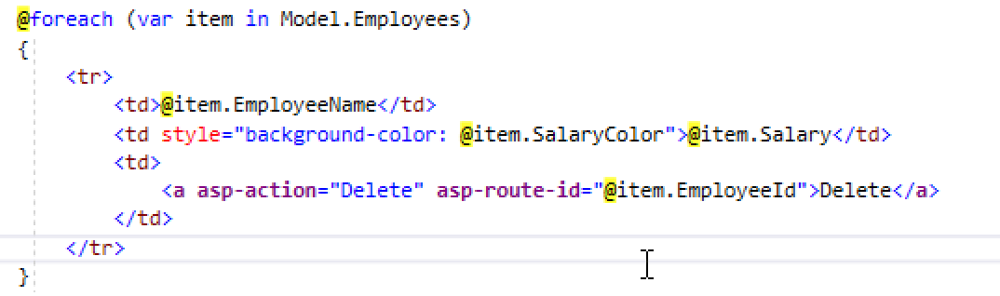 @foreach (var item in Model.Employees)
{
    <tr>
        <td>@item.EmployeeName</td>
        <td style="background-color: @item.SalaryColor">@item.Salary</td>
        <td>
            <a asp-action="Delete" asp-route-id="@item.EmployeeId">Delete</a>
        </td>
    </tr>
}